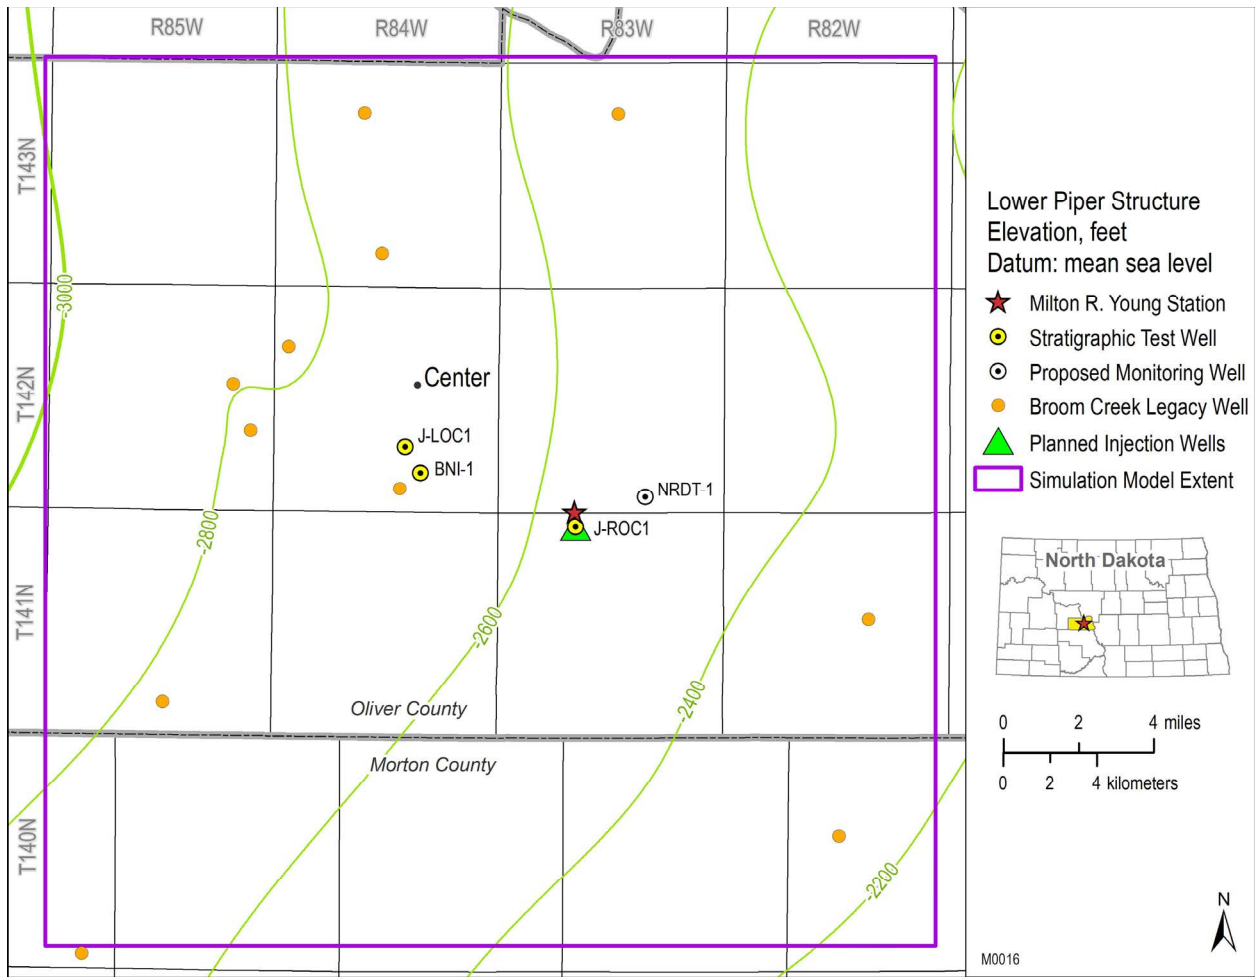 R85W
R84W
R83W
R82W
T143N
T142N
T141N
T140N
-3000
-2800
-2600
-2400
-2200
Center
J-LOC1
BNI-1
NRDT-1
J-ROC1
Oliver County
Morton County
Lower Piper Structure
Elevation, feet
Datum: mean sea level
Milton R. Young Station
Stratigraphic Test Well
Proposed Monitoring Well
Broom Creek Legacy Well
Planned Injection Wells
Simulation Model Extent
North Dakota
0 2 4 miles
0 2 4 kilometers
N
M0016